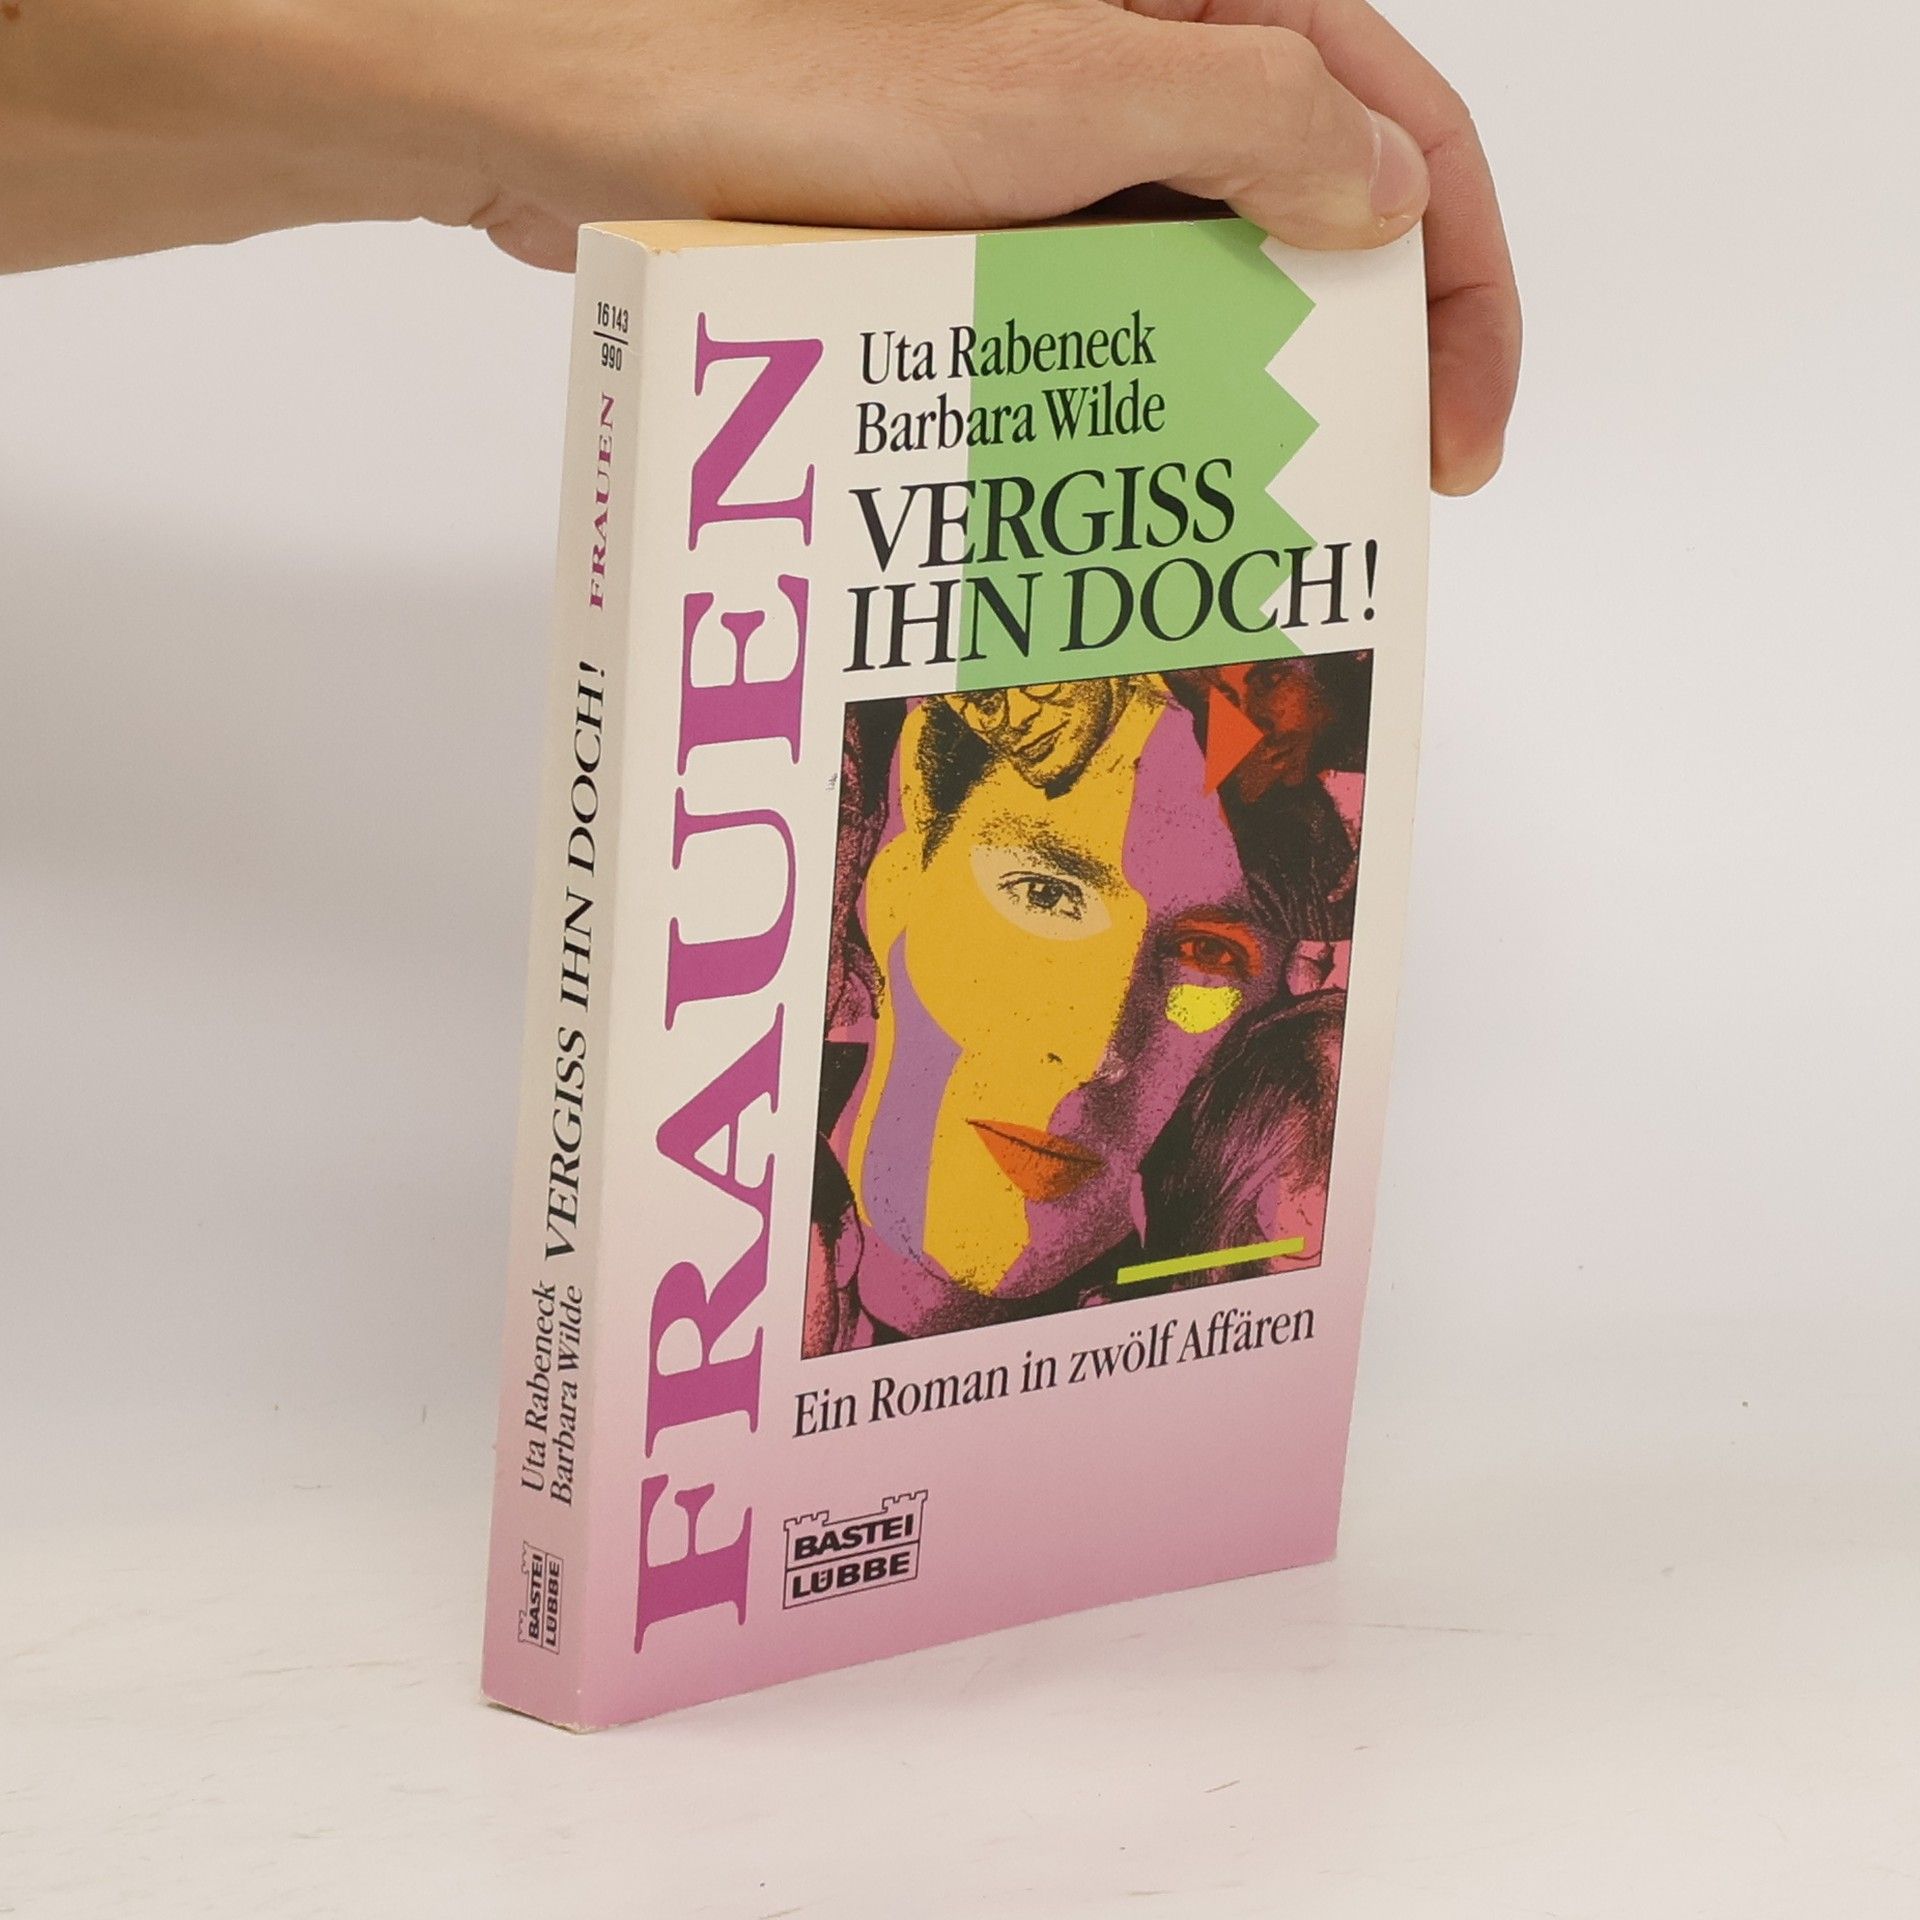 16 143
990
FRAUEN
VERGISS IHN DOCH!
Uta Rabeneck
Barbara Wilde
BASTEI
LÜBBE
FRAUEN
Uta Rabeneck
Barbara Wilde
VERGISS
IHN DOCH!
Ein Roman in zwölf Affären
BASTEI
LÜBBE